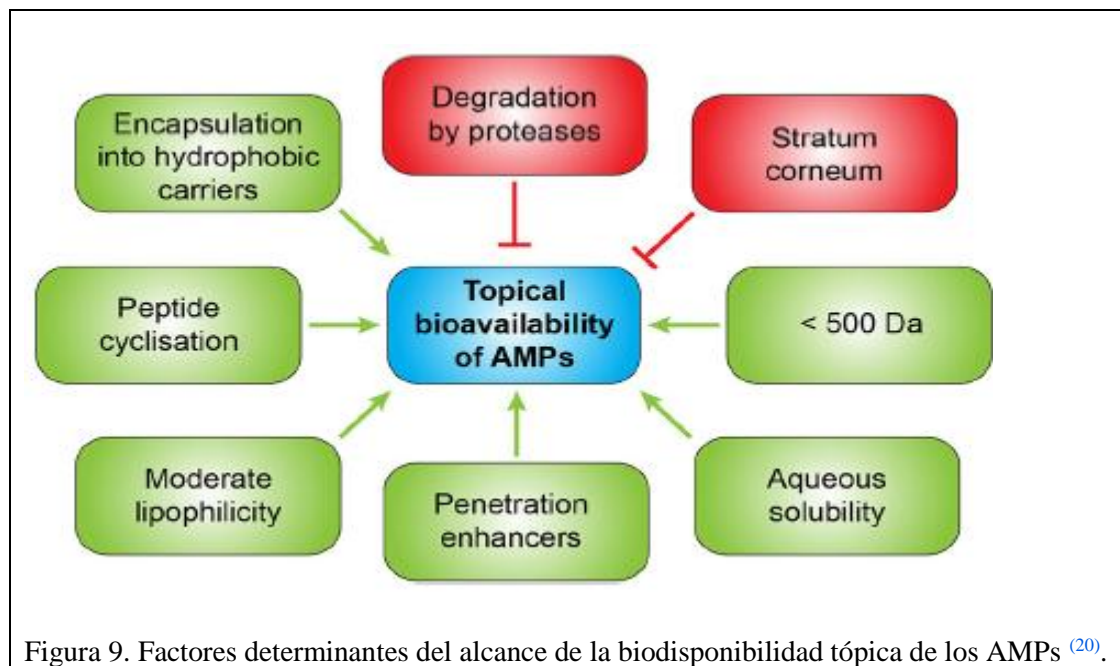 Encapsulation
into hydrophobic
carriers
Degradation
by proteases
Stratum
corneum
Peptide
cyclisation
Topical
bioavailability
of AMPs
< 500 Da
Moderate
lipophilicity
Penetration
enhancers
Aqueous
solubility
Figura 9. Factores determinantes del alcance de la biodisponibilidad tópica de los AMPs (20).